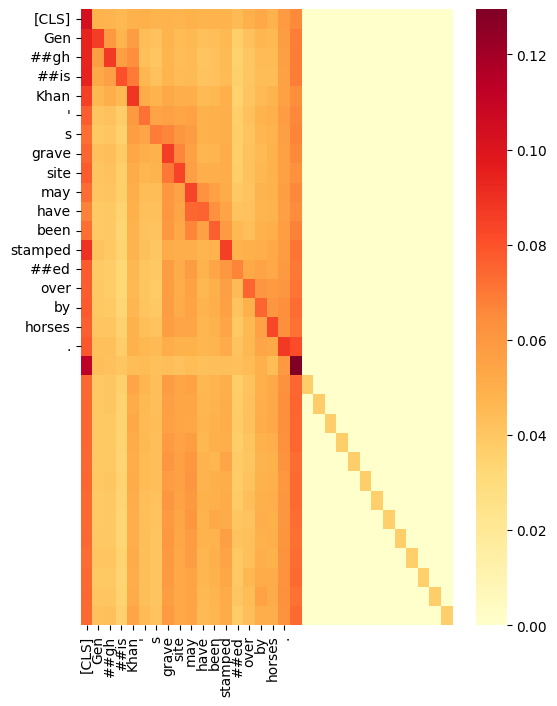 [CLS]
Gen
##gh
##is
Khan
'
s
grave
site
may
have
been
stamped
##ed
over
by
horses
.
[CLS] Gen ##gh ##is Khan ' s grave site may have been stamped ##ed over by horses .
0.12
0.10
0.08
0.06
0.04
0.02
0.00